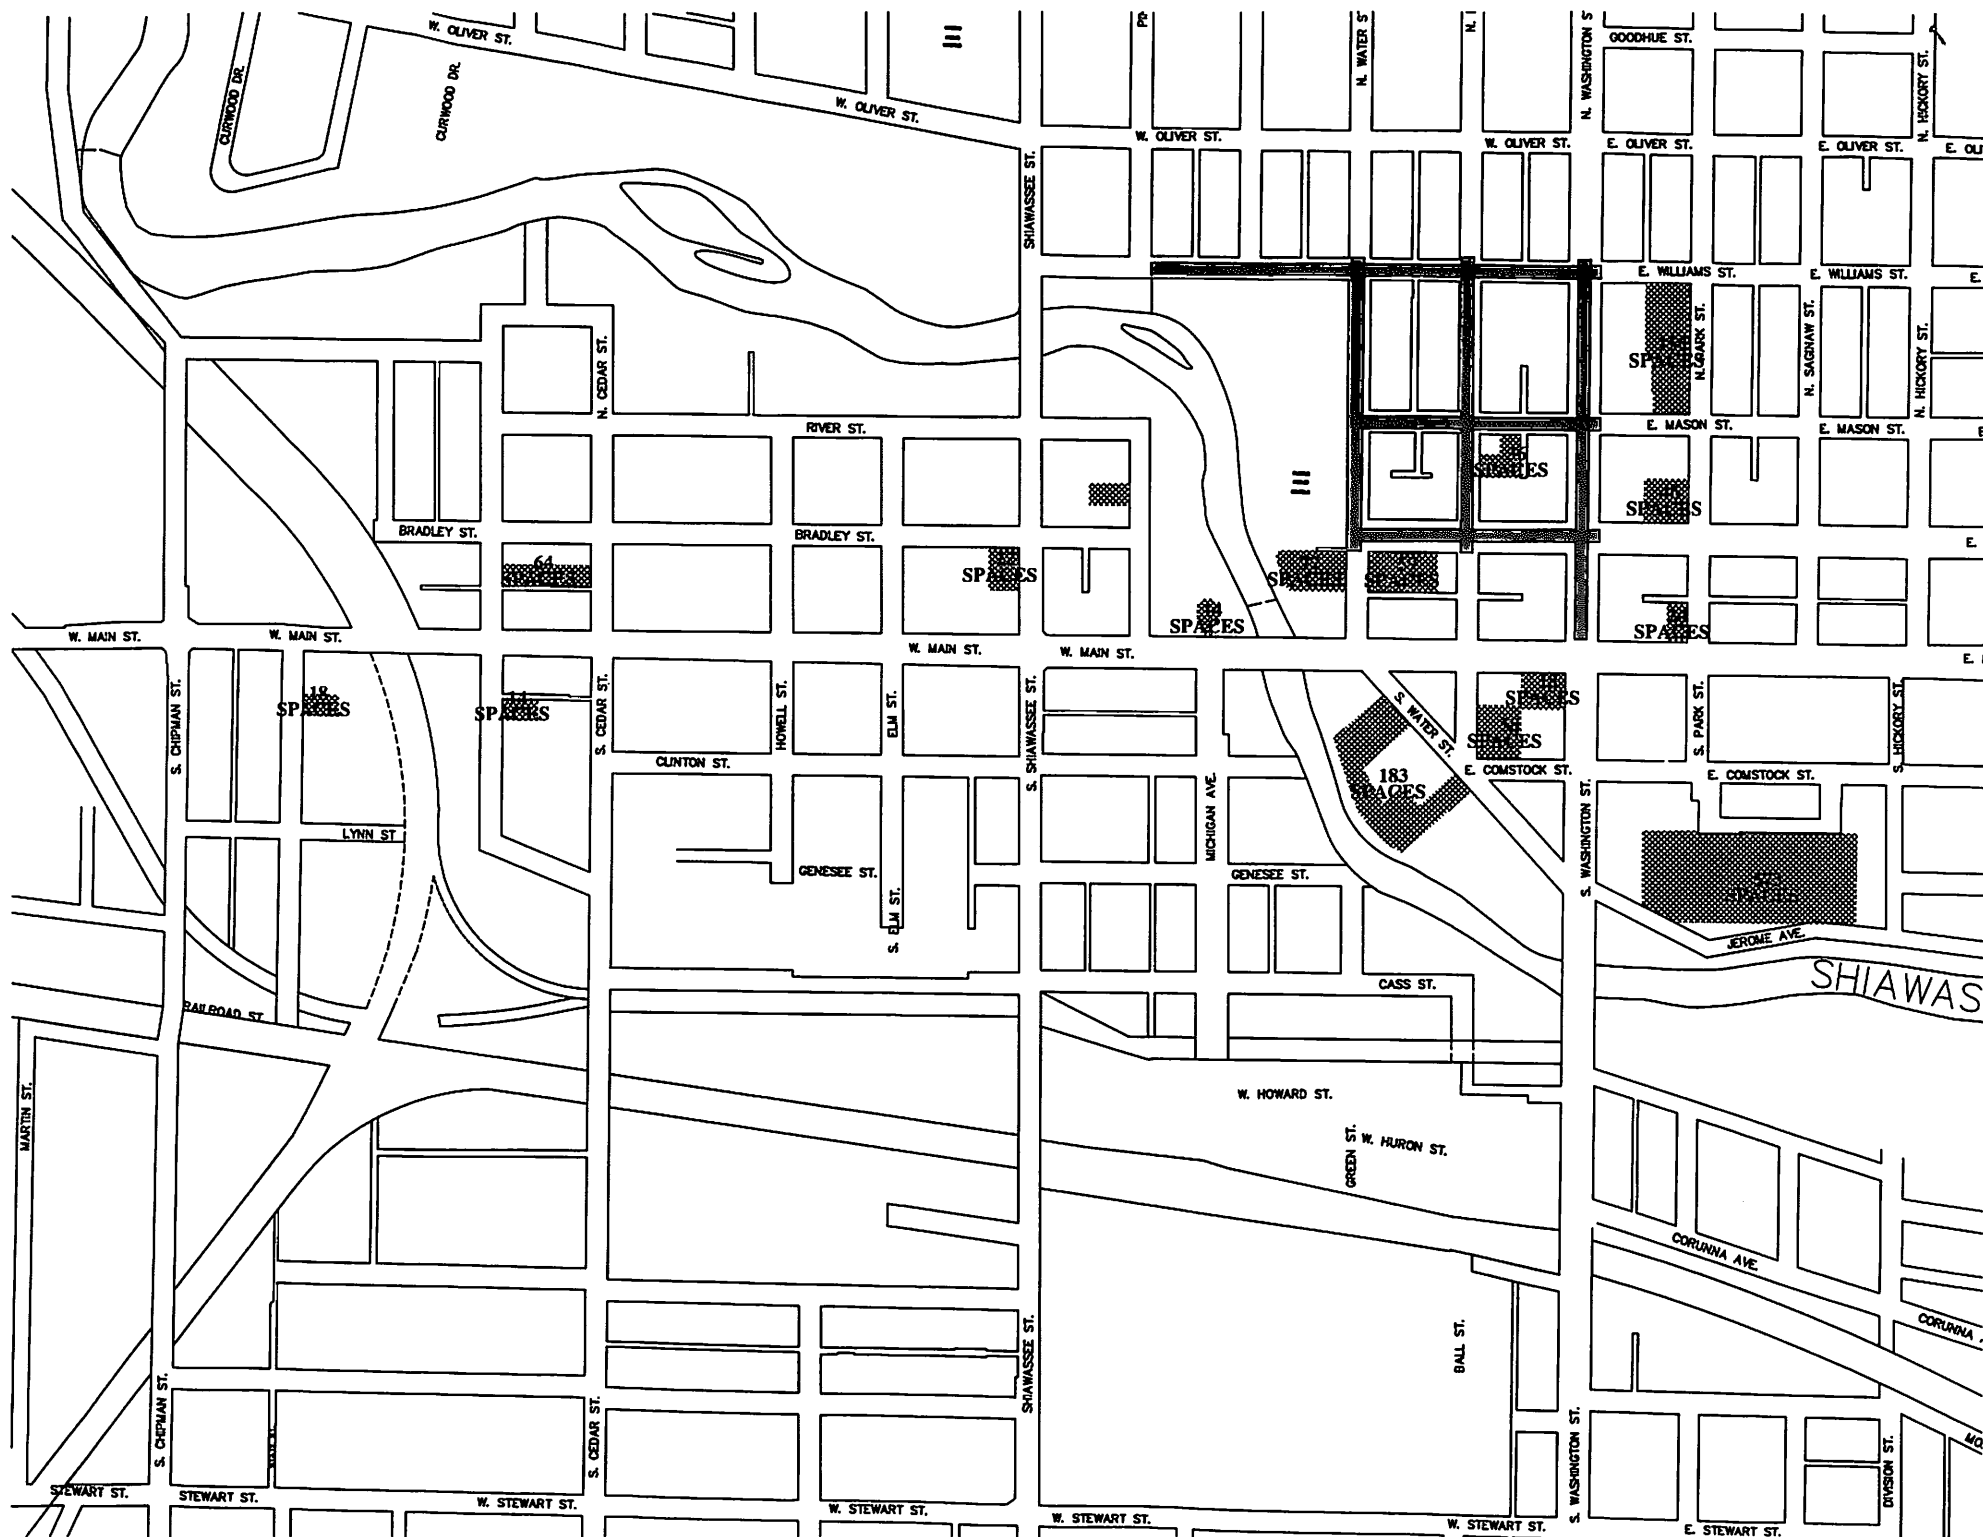 W. OLIVER ST.
GOODHUE ST.
N. WATER S
N. WASHINGTON S
N. HICKORY ST.
CURWOOD DR.
CURWOOD DR.
W. OLIVER ST.
W. OLIVER ST.
W. OLIVER ST.
E. OLIVER ST.
E. OLIVER ST.
E. OLI
SHIAWASSEE ST.
E. WILLIAMS ST.
E. WILLIAMS ST.
E.
N. CEDAR ST.
SPACES
N. PARK ST.
N. SAGINAW ST.
N. HICKORY ST.
RIVER ST.
E. MASON ST.
E. MASON ST.
SPACES
SPACES
BRADLEY ST.
BRADLEY ST.
E.
64
SPACES
SPACES
SPACES
SPACES
SPACES
SPACES
W. MAIN ST.
W. MAIN ST.
W. MAIN ST.
W. MAIN ST.
E.
S. CHIPMAN ST.
18
SPACES
SPACES
S. CEDAR ST.
HOWELL ST.
ELM ST.
S. SHIAWASSEE ST.
S. WATER ST.
SPACES
SPACES
S. PARK ST.
S. HICKORY ST.
CLINTON ST.
E. COMSTOCK ST.
E. COMSTOCK ST.
183
SPACES
MICHIGAN AVE.
S. WASHINGTON ST.
LYNN ST
GENESEE ST.
GENESEE ST.
S. ELM ST.
SPACES
JEROME AVE.
CASS ST.
SHIAWAS
RAILROAD ST.
MARTIN ST.
W. HOWARD ST.
GREEN ST.
W. HURON ST.
CORUNNA AVE.
CORUNNA
BALL ST.
SHIAWASSEE ST.
S. CHIPMAN ST.
S. CEDAR ST.
S. WASHINGTON ST.
DIVISION ST.
MO
STEWART ST.
STEWART ST.
W. STEWART ST.
W. STEWART ST.
W. STEWART ST.
W. STEWART ST.
E. STEWART ST.